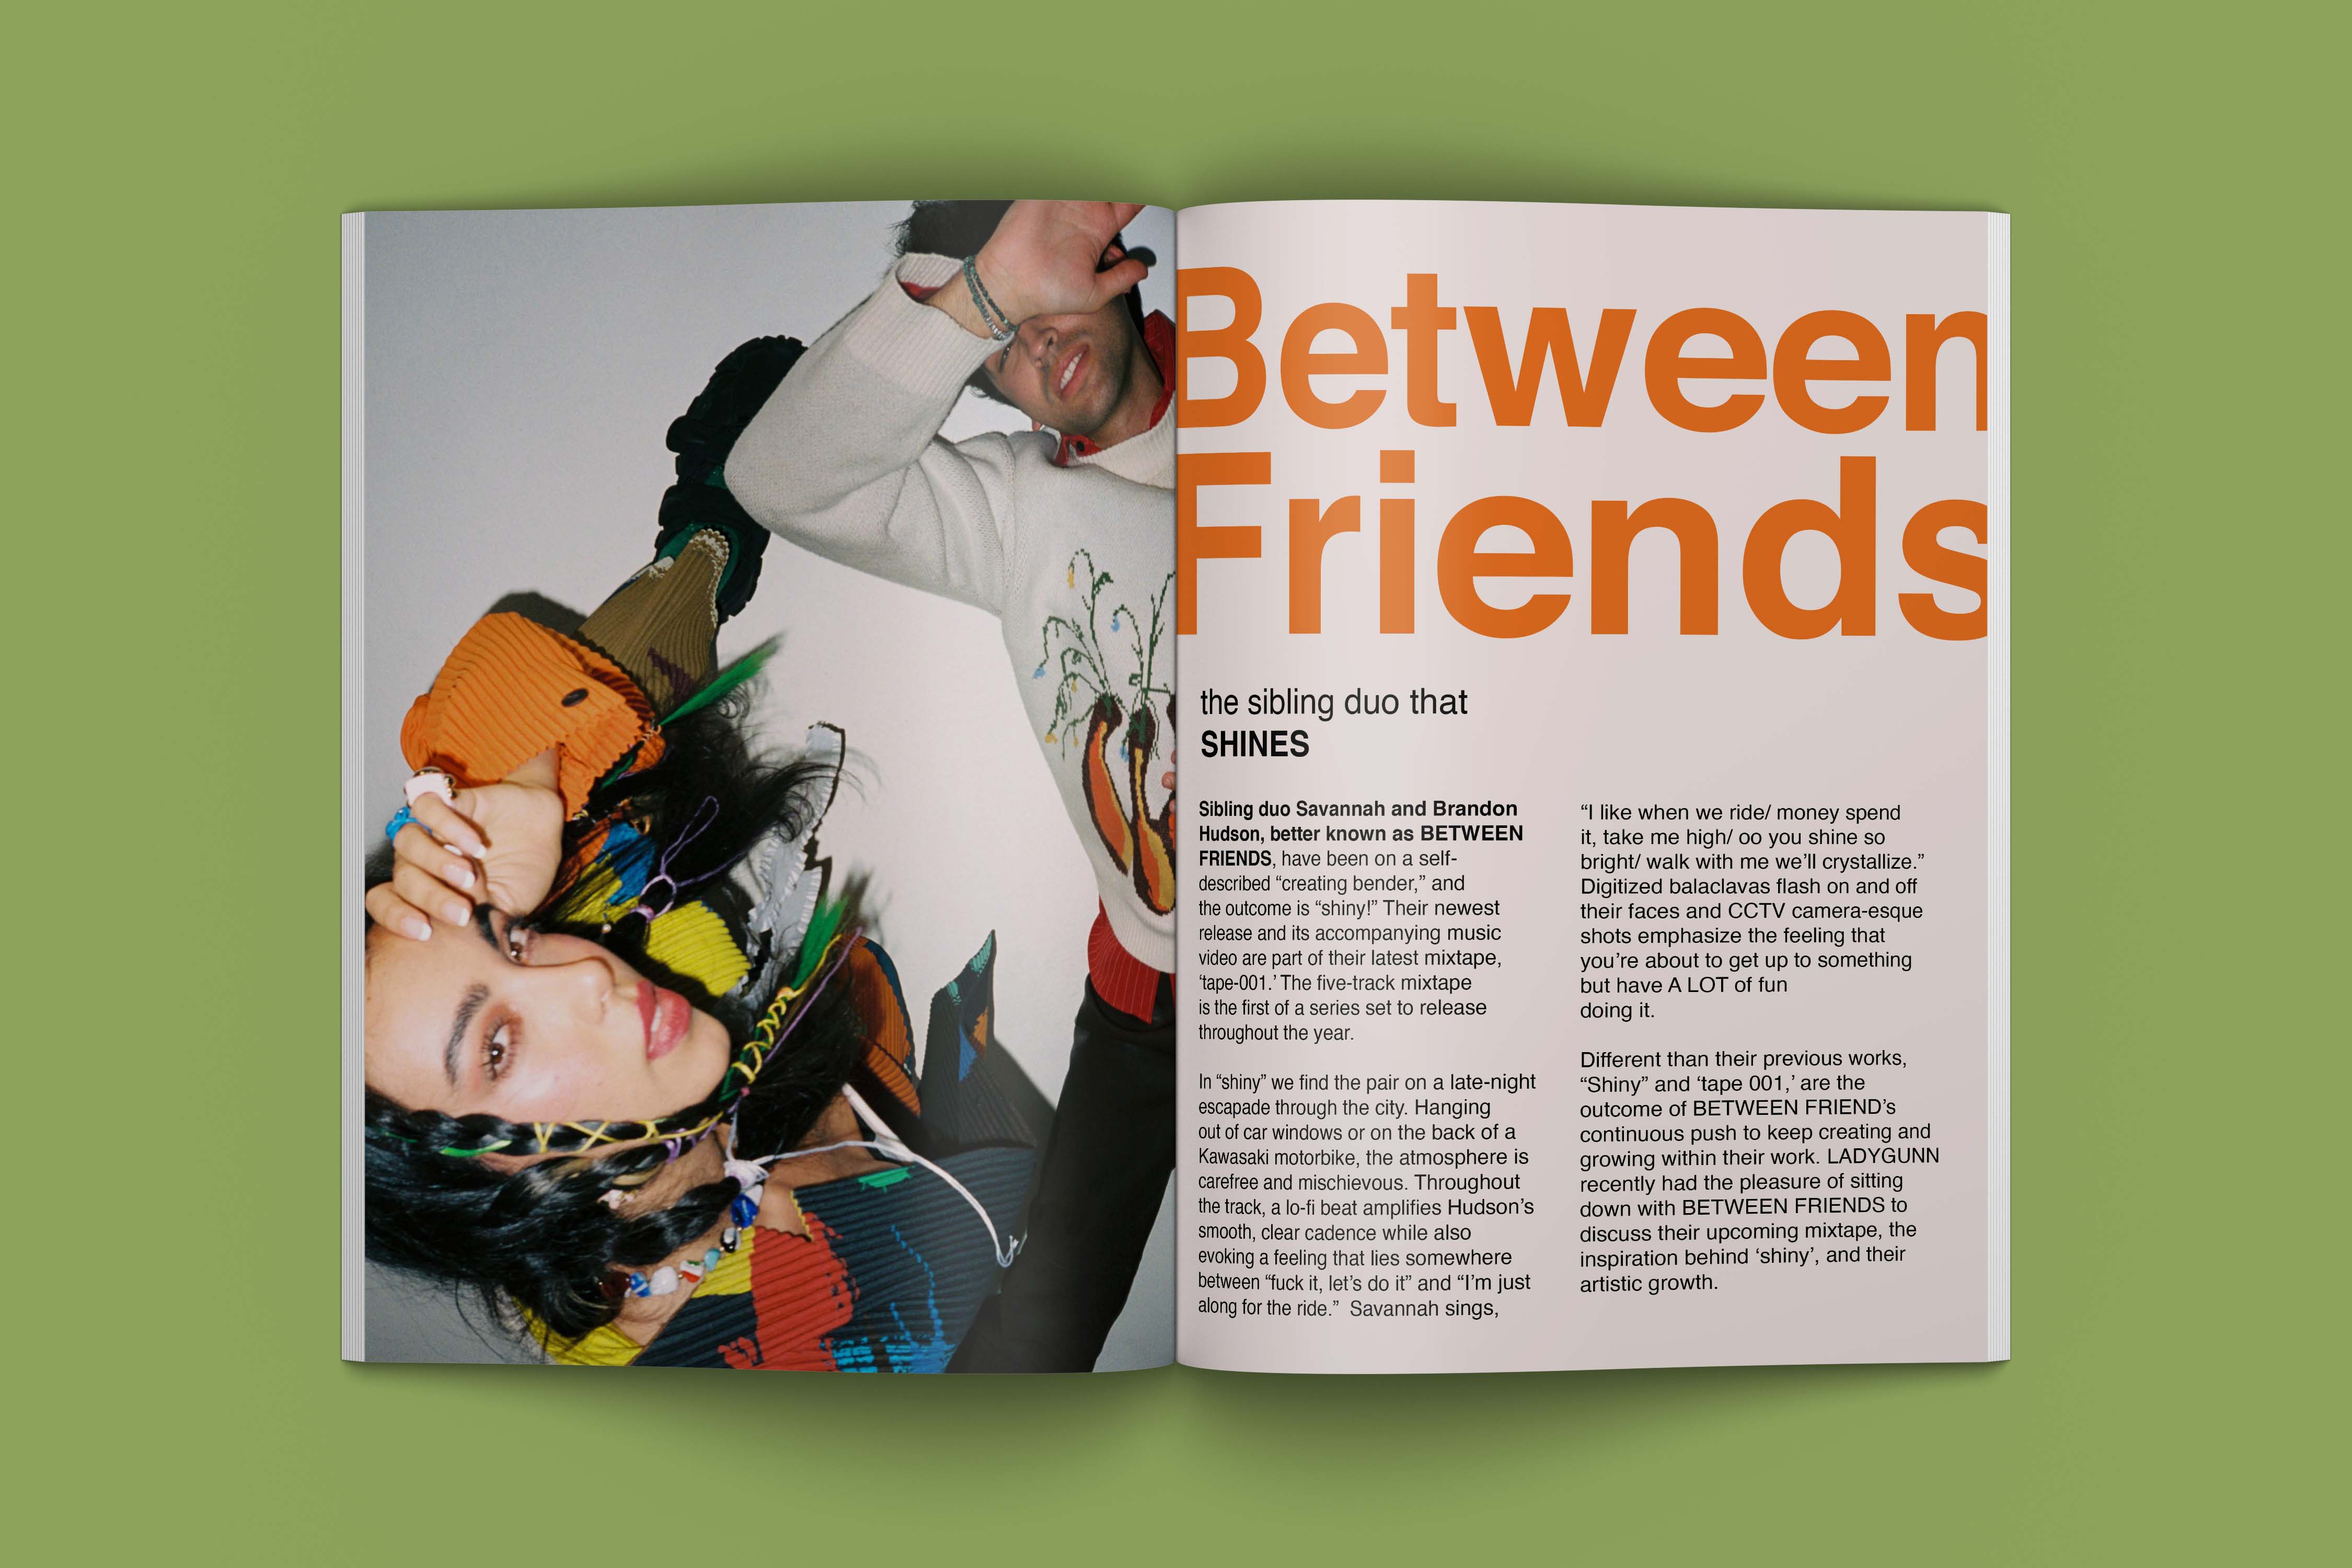 Between
Friends
the sibling duo that
SHINES
Sibling duo Savannah and Brandon
Hudson, better known as BETWEEN
FRIENDS, have been on a self-
described “creating bender,” and
the outcome is “shiny!” Their newest
release and its accompanying music
video are part of their latest mixtape,
‘tape-001.’ The five-track mixtape
is the first of a series set to release
throughout the year.
In “shiny” we find the pair on a late-night
escapade through the city. Hanging
out of car windows or on the back of a
Kawasaki motorbike, the atmosphere is
carefree and mischievous. Throughout
the track, a lo-fi beat amplifies Hudson’s
smooth, clear cadence while also
evoking a feeling that lies somewhere
between “fuck it, let’s do it” and “I’m just
along for the ride.”  Savannah sings,
“I like when we ride/ money spend
it, take me high/ oo you shine so
bright/ walk with me we’ll crystallize.”
Digitized balaclavas flash on and off
their faces and CCTV camera-esque
shots emphasize the feeling that
you’re about to get up to something
but have A LOT of fun
doing it.
Different than their previous works,
“Shiny” and ‘tape 001,’ are the
outcome of BETWEEN FRIEND’s
continuous push to keep creating and
growing within their work. LADYGUNN
recently had the pleasure of sitting
down with BETWEEN FRIENDS to
discuss their upcoming mixtape, the
inspiration behind ‘shiny’, and their
artistic growth.